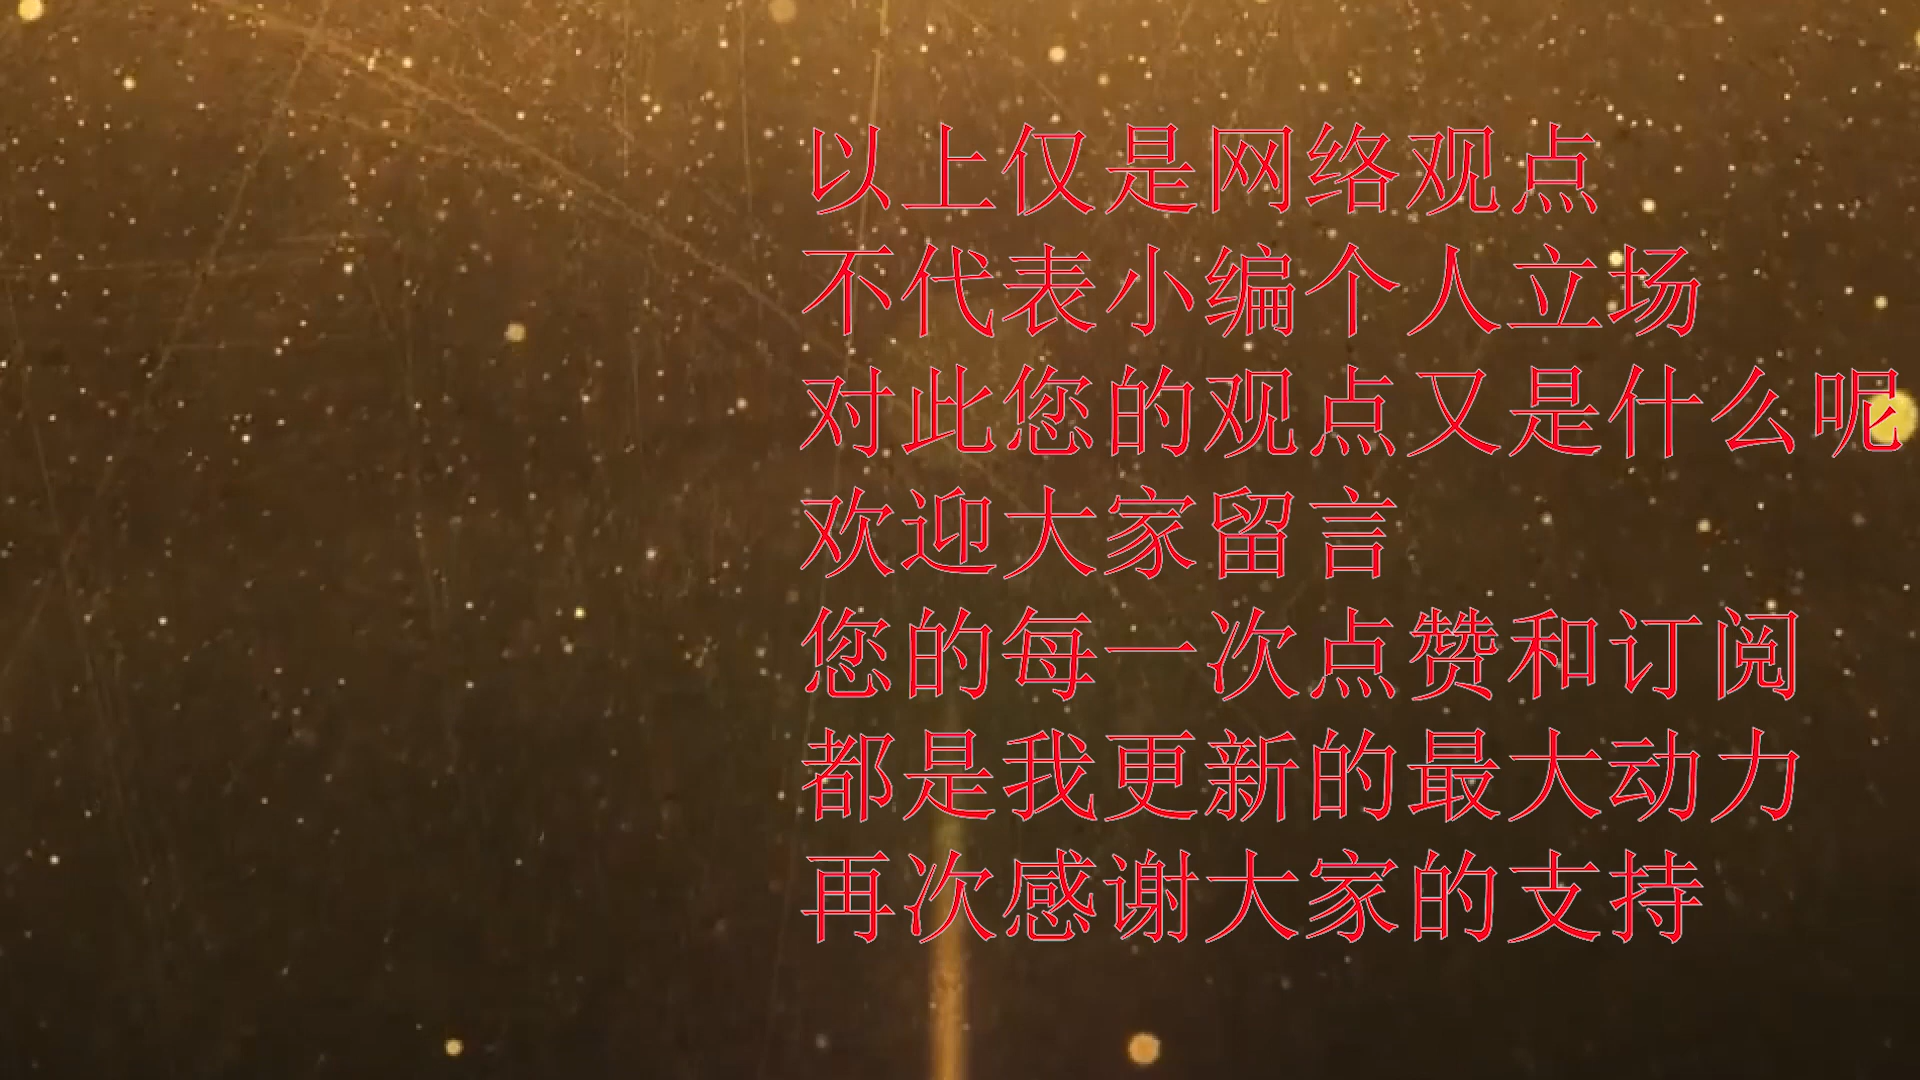 以上仅是网络观点
不代表小编个人立场
对此您的观点又是什么呢
欢迎大家留言
您的每一次点赞和订阅
都是我更新的最大动力
再次感谢大家的支持